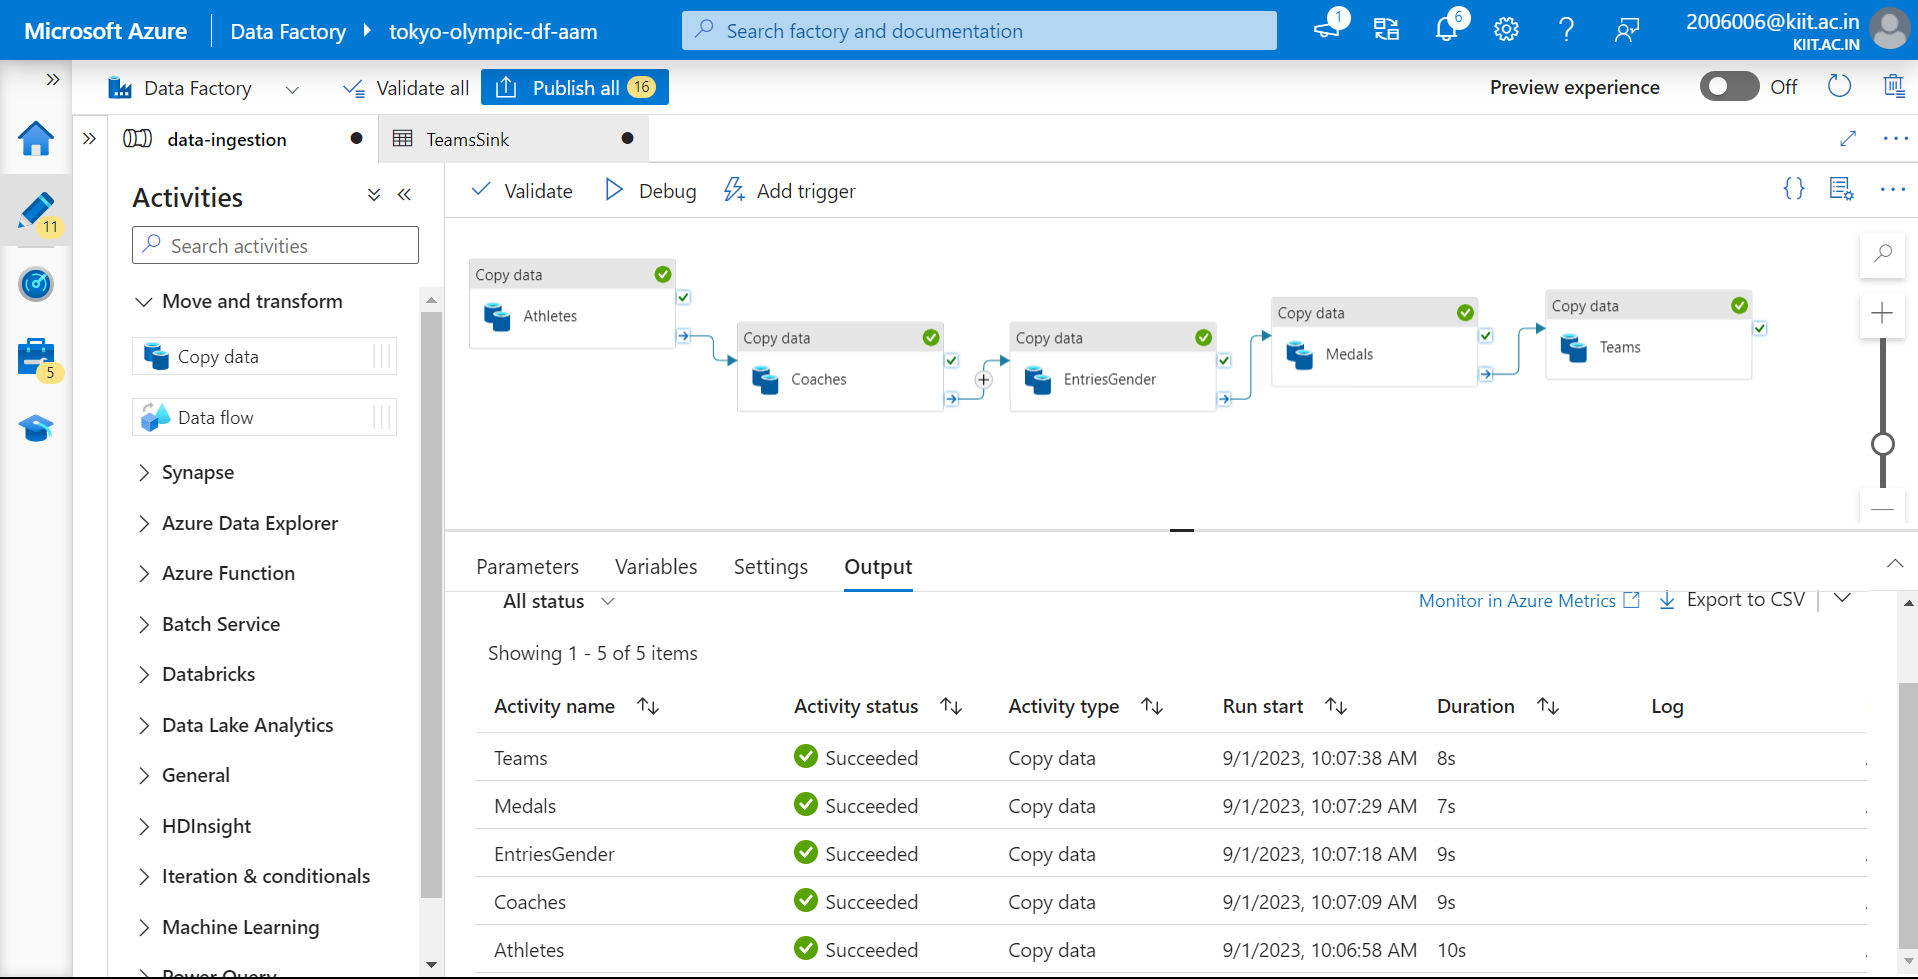 Microsoft Azure
Data Factory
tokyo-olympic-df-aam
Search factory and documentation
1
6
2006006@kiit.ac.in
KIIT.AC.IN
Data Factory
Validate all
Publish all 16
Preview experience
Off
data-ingestion
TeamsSink
11
5
Activities
Search activities
Move and transform
Copy data
Data flow
Synapse
Azure Data Explorer
Azure Function
Batch Service
Databricks
Data Lake Analytics
General
HDInsight
Iteration & conditionals
Machine Learning
Power Query
Validate
Debug
Add trigger
Copy data
Athletes
Copy data
Coaches
Copy data
EntriesGender
Copy data
Medals
Copy data
Teams
Parameters Variables Settings Output
All status
Monitor in Azure Metrics
Export to CSV
Showing 1 - 5 of 5 items
Activity name Activity status Activity type Run start Duration Log
Teams Succeeded Copy data 9/1/2023, 10:07:38 AM 8s
Medals Succeeded Copy data 9/1/2023, 10:07:29 AM 7s
EntriesGender Succeeded Copy data 9/1/2023, 10:07:18 AM 9s
Coaches Succeeded Copy data 9/1/2023, 10:07:09 AM 9s
Athletes Succeeded Copy data 9/1/2023, 10:06:58 AM 10s